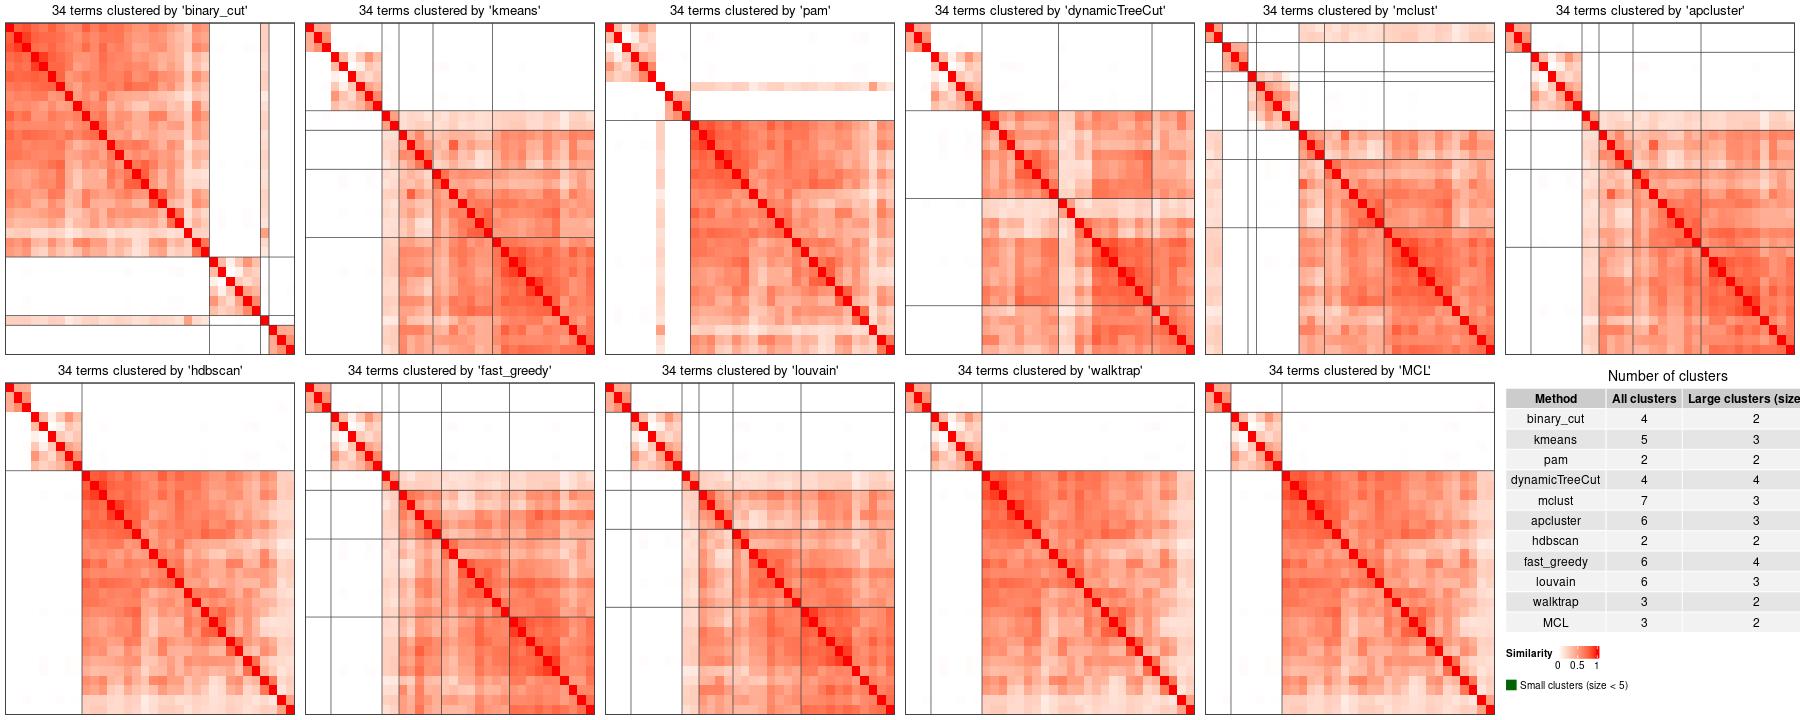 34 terms clustered by 'binary_cut'
34 terms clustered by 'kmeans'
34 terms clustered by 'pam'
34 terms clustered by 'dynamicTreeCut'
34 terms clustered by 'mclust'
34 terms clustered by 'apcluster'
34 terms clustered by 'hdbscan'
34 terms clustered by 'fast_greedy'
34 terms clustered by 'louvain'
34 terms clustered by 'walktrap'
34 terms clustered by 'MCL'
Number of clusters
Method All clusters Large clusters (size
binary_cut 4 2
kmeans 5 3
pam 2 2
dynamicTreeCut 4 4
mclust 7 3
apcluster 6 3
hdbscan 2 2
fast_greedy 6 4
louvain 6 3
walktrap 3 2
MCL 3 2
Similarity
0 0.5 1
Small clusters (size < 5)